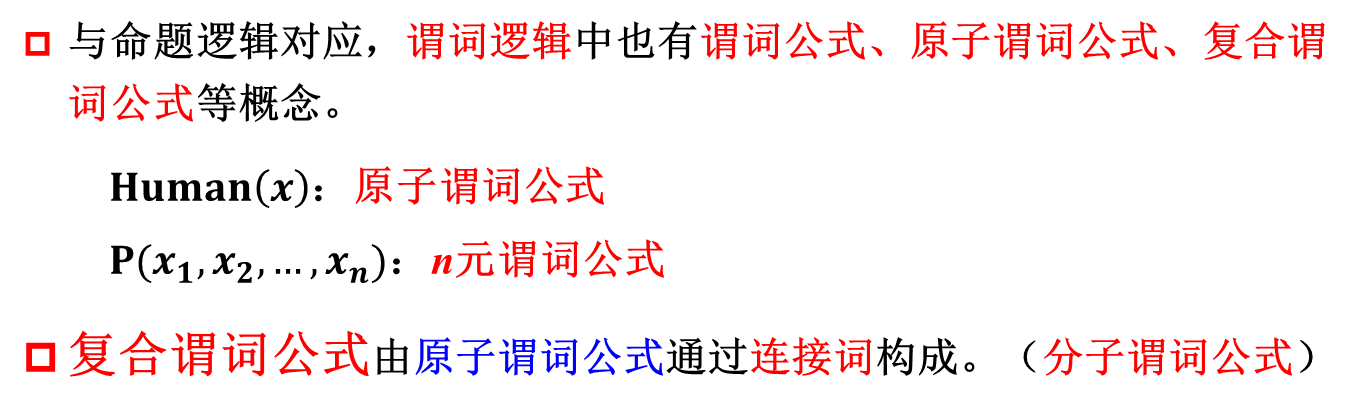 与命题逻辑对应，谓词逻辑中也有谓词公式、原子谓词公式、复合谓
词公式等概念。
Human(x)：原子谓词公式
P(x₁, x₂, …, xₙ)：n元谓词公式
复合谓词公式由原子谓词公式通过连接词构成。（分子谓词公式）